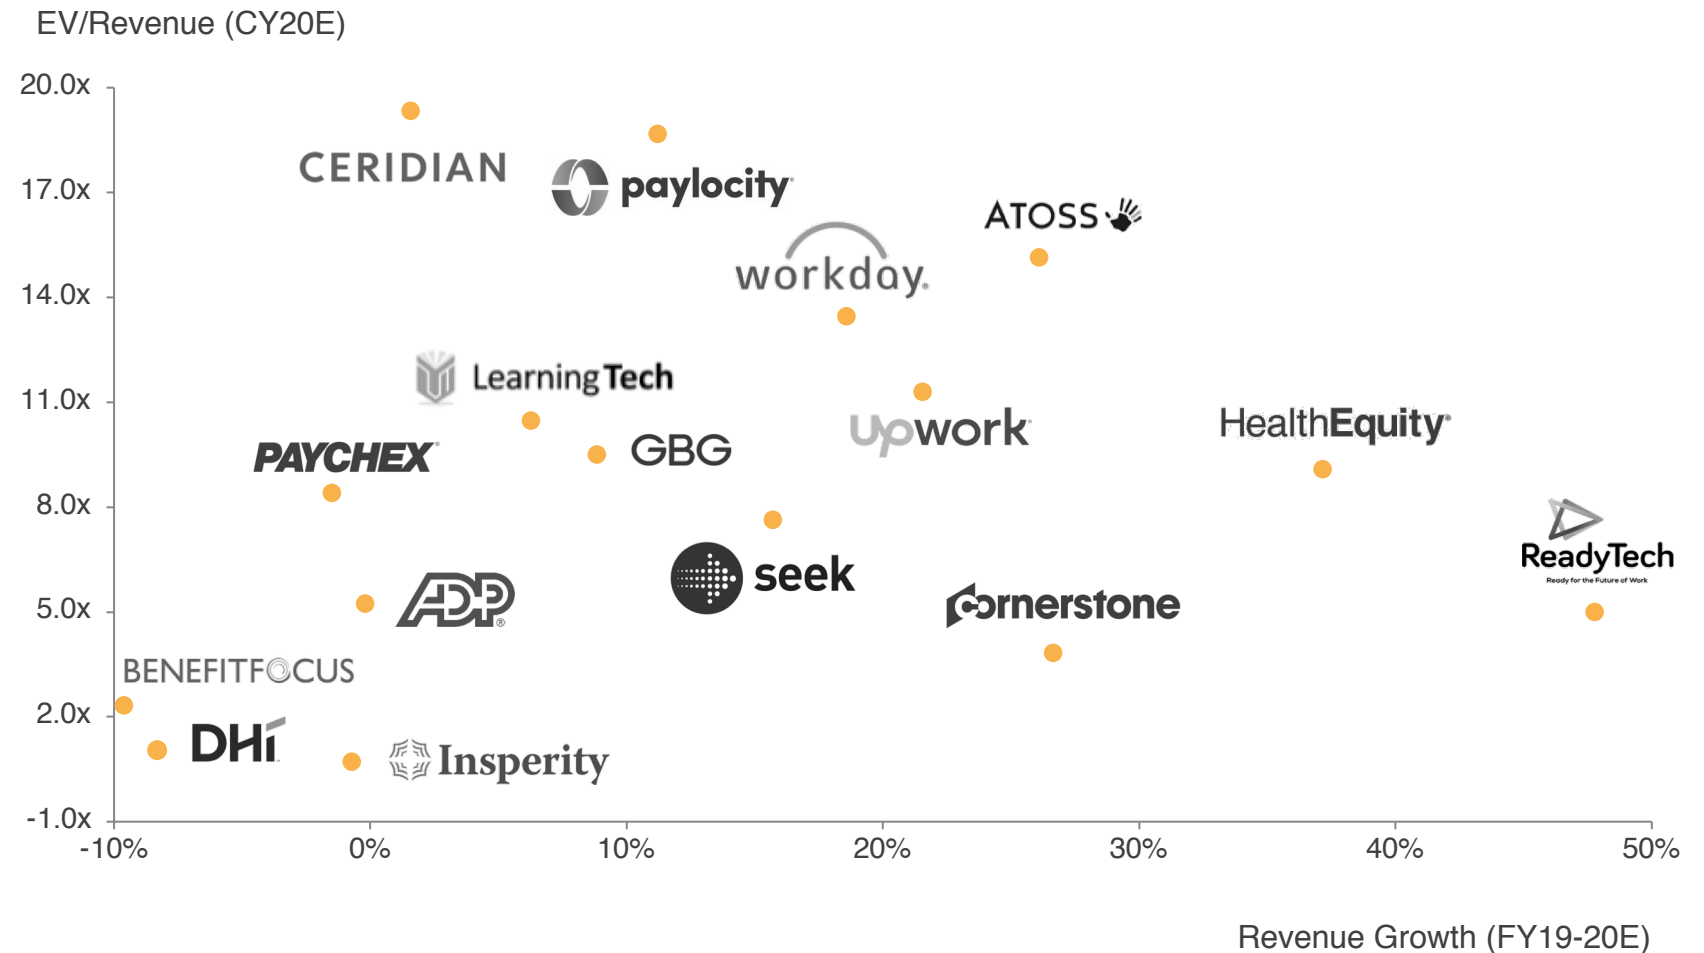 EV/Revenue (CY20E)
20.0x
CERIDIAN
paylocity
17.0x
ATOSS
workday.
14.0x
Learning Tech
11.0x
Upwork
HealthEquity
PAYCHEX
GBG
8.0x
ReadyTech
Ready for the Future of Work
seek
ADP
cornerstone
5.0x
BENEFITFOCUS
2.0x
DHI
Insperity
-1.0x
-10% 0% 10% 20% 30% 40% 50%
Revenue Growth (FY19-20E)